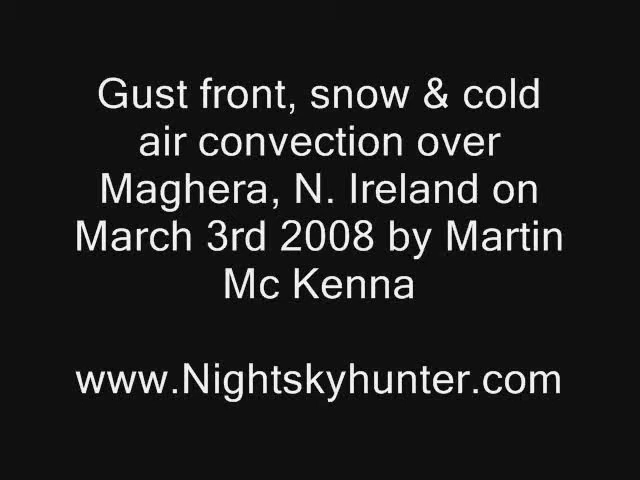 Gust front, snow & cold
air convection over
Maghera, N. Ireland on
March 3rd 2008 by Martin
Mc Kenna
www.Nightskyhunter.com